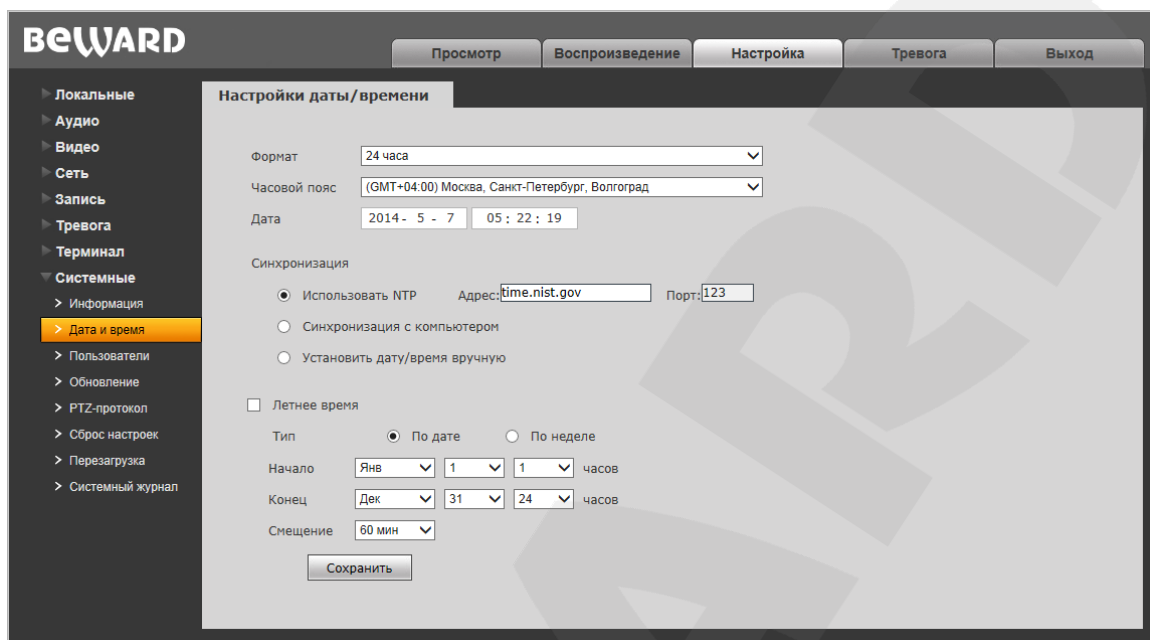 BEWARD
Просмотр Воспроизведение Настройка Тревога Выход
Локальные
Аудио
Видео
Сеть
Запись
Тревога
Терминал
Системные
Информация
Дата и время
Пользователи
Обновление
PTZ-протокол
Сброс настроек
Перезагрузка
Системный журнал
Настройки даты/времени
Формат 24 часа
Часовой пояс (GMT+04:00) Москва, Санкт-Петербург, Волгоград
Дата 2014 - 5 - 7 05 : 22 : 19
Синхронизация
Использовать NTP Адрес: time.nist.gov Порт: 123
Синхронизация с компьютером
Установить дату/время вручную
Летнее время
Тип По дате По неделе
Начало Янв 1 1 часов
Конец Дек 31 24 часов
Смещение 60 мин
Сохранить